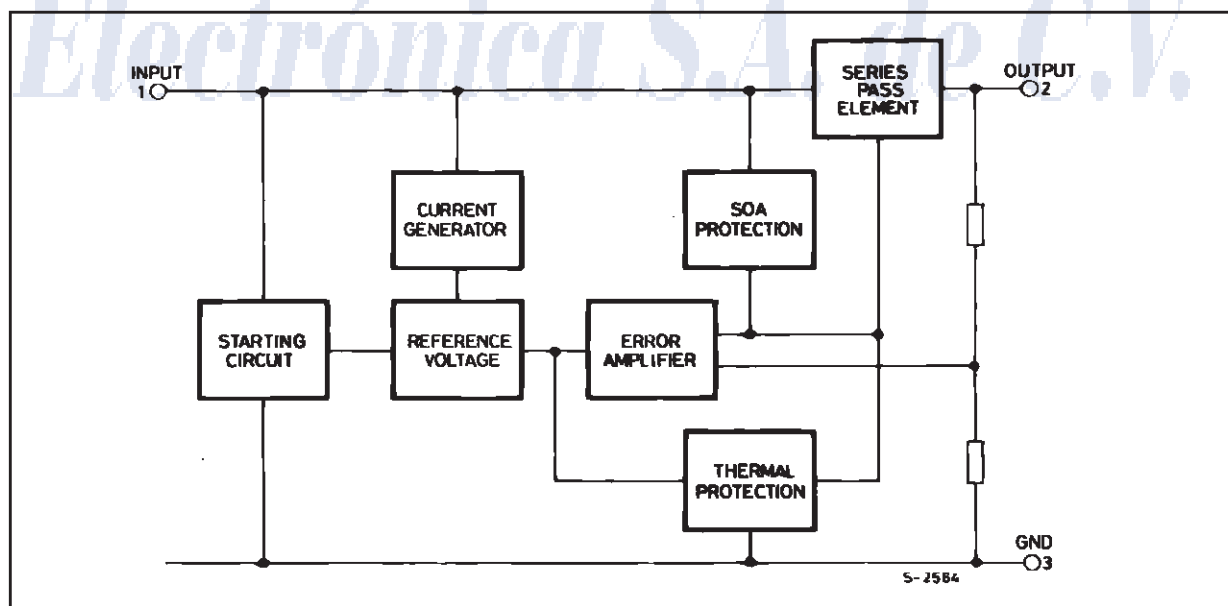 Electrónica S.A. de C.V.
INPUT
1
SERIES
PASS
ELEMENT
OUTPUT
2
CURRENT
GENERATOR
SOA
PROTECTION
STARTING
CIRCUIT
REFERENCE
VOLTAGE
ERROR
AMPLIFIER
THERMAL
PROTECTION
GND
3
S-2564